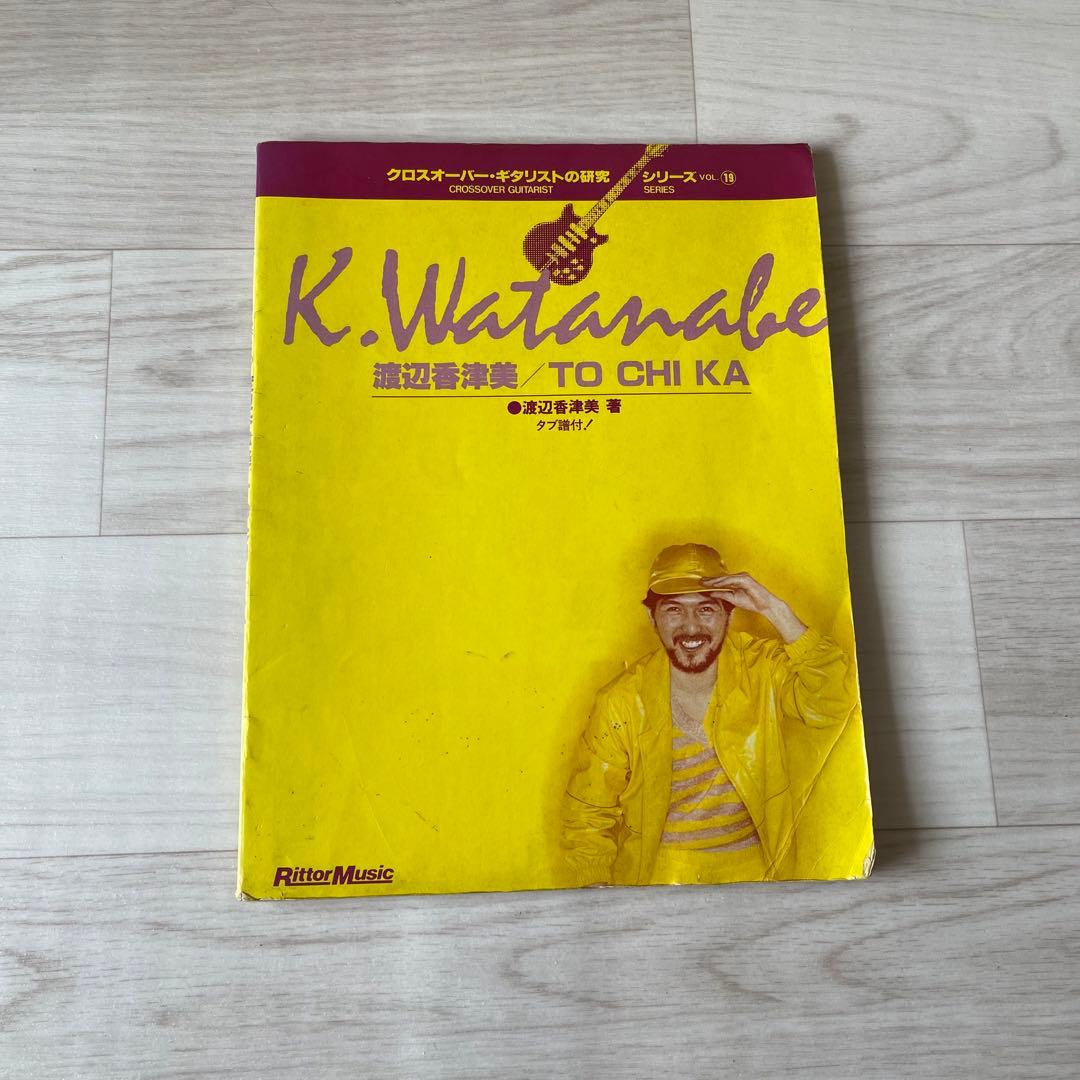 クロスオーバー・ギタリストの研究 シリーズ VOL. ⑲
CROSSOVER GUITARIST SERIES
K.Watanabe
渡辺香津美／TO CHI KA
●渡辺香津美 著
タブ譜付！
RittorMusic